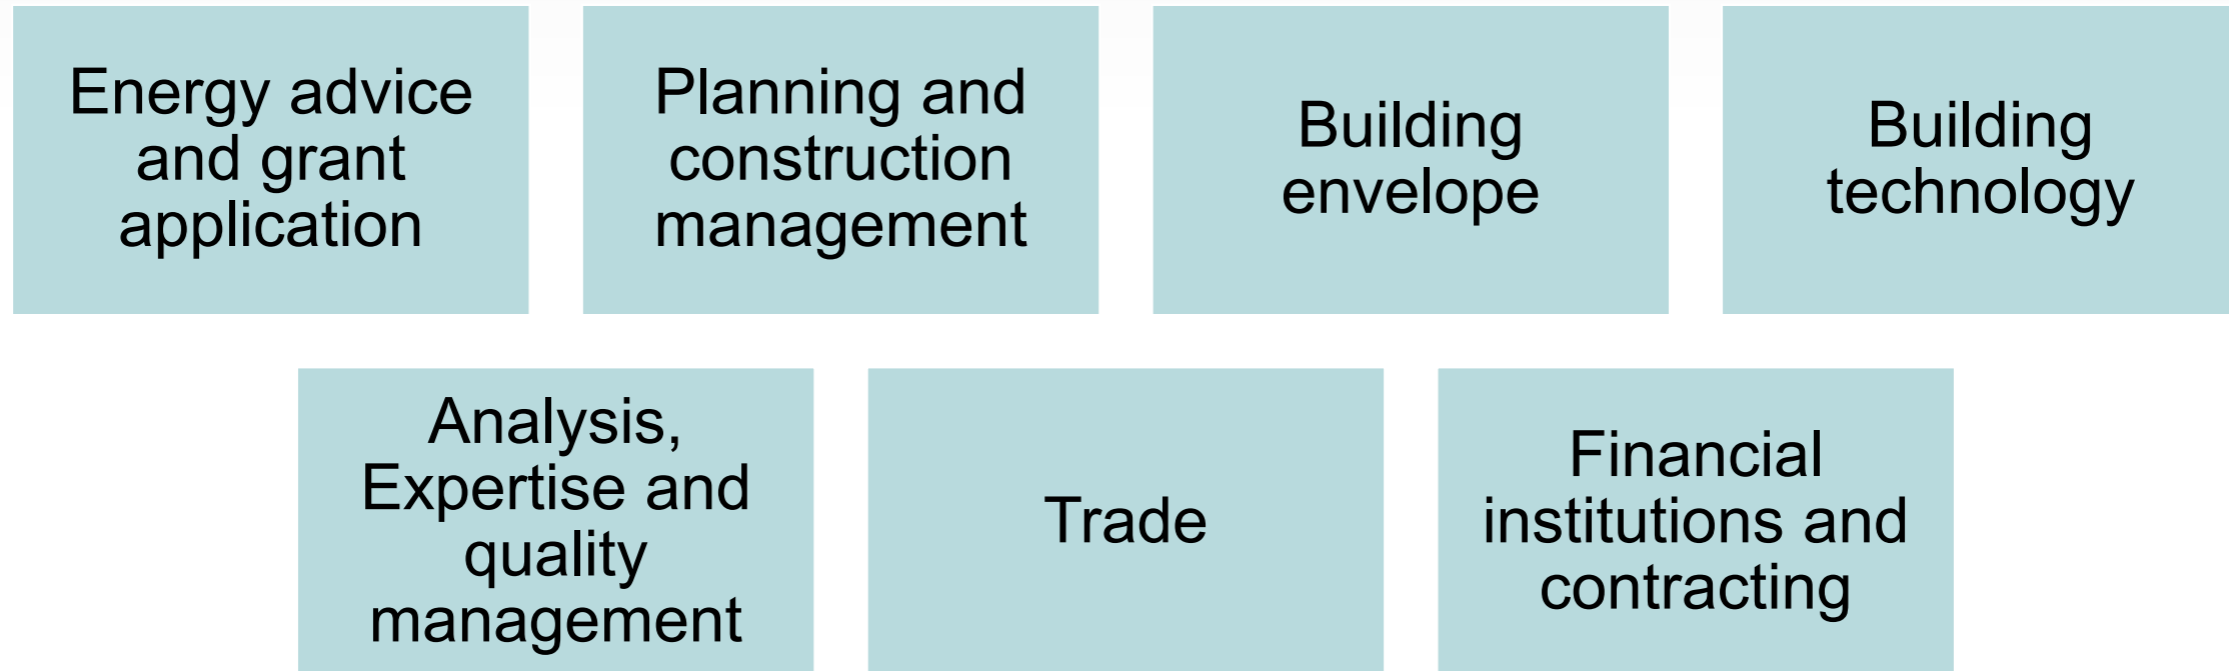 Energy advice
and grant
application
Planning and
construction
management
Building
envelope
Building
technology
Analysis,
Expertise and
quality
management
Trade
Financial
institutions and
contracting